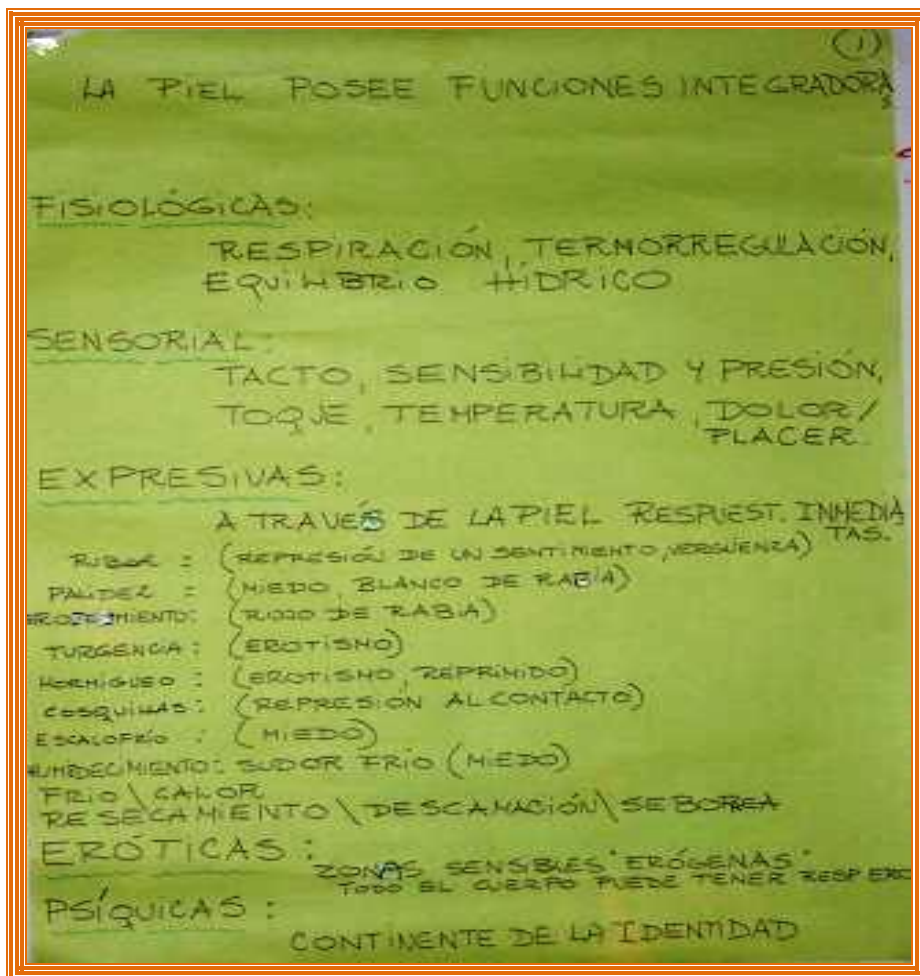 (1)
LA PIEL POSEE FUNCIONES INTEGRADORAS.
FISIOLÓGICAS:
RESPIRACIÓN, TERMORREGULACIÓN,
EQUILIBRIO HÍDRICO
SENSORIAL:
TACTO, SENSIBILIDAD Y PRESIÓN,
TOQUE, TEMPERATURA, DOLOR/
PLACER.
EXPRESIVAS:
A TRAVÉS DE LA PIEL RESPUEST. INMEDIA
TAS.
RUBOR : (REPRESIÓN DE UN SENTIMIENTO, VERGÜENZA)
PALIDEZ : (MIEDO, BLANCO DE RABIA)
(ROJO DE RABIA)
TURGENCIA : (EROTISMO)
HORMIGUEO : (EROTISMO REPRIMIDO)
COSQUILLAS : (REPRESIÓN AL CONTACTO)
ESCALOFRÍO : (MIEDO)
HUMEDECIMIENTO: SUDOR FRIO (MIEDO)
FRIO \ CALOR
RESECAMIENTO \ DESCAMACIÓN \ SEBORREA
ERÓTICAS :
ZONAS SENSIBLES "ERÓGENAS"
TODO EL CUERPO PUEDE TENER RESP ERO
PSÍQUICAS :
CONTINENTE DE LA IDENTIDAD